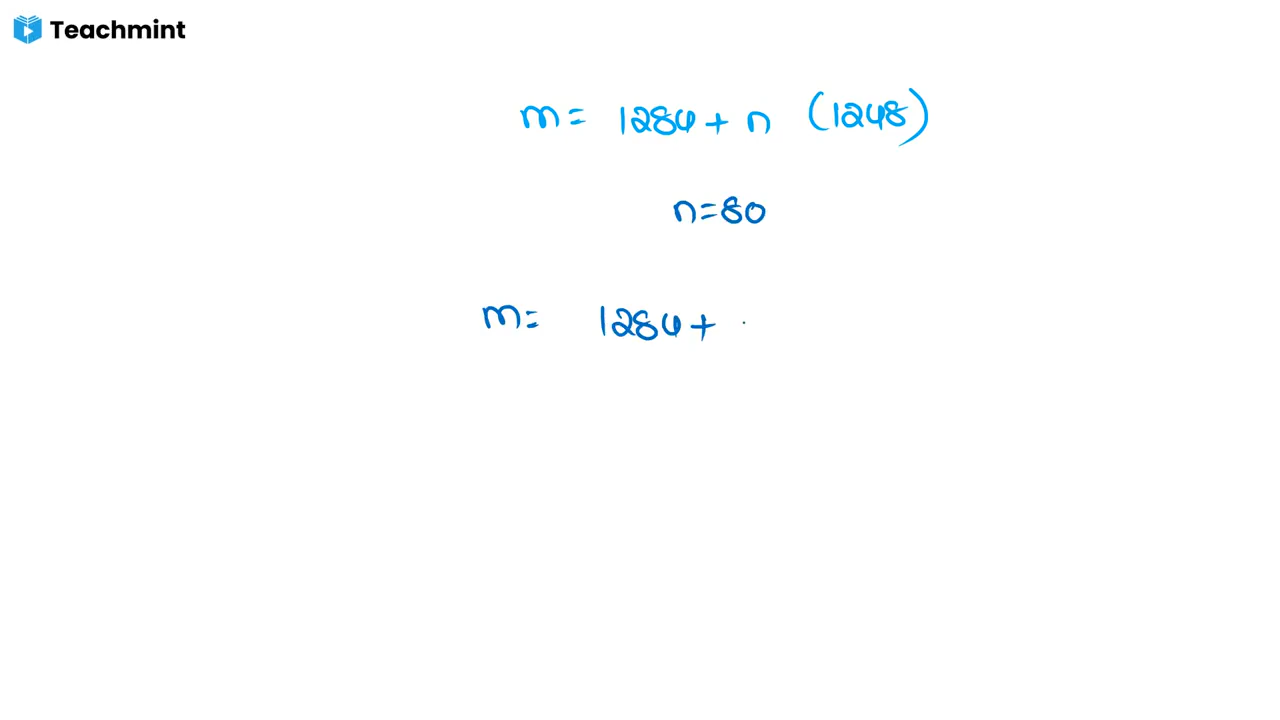 Teachmint
m= 1284+ n (1248)
n=80
m= 1284+